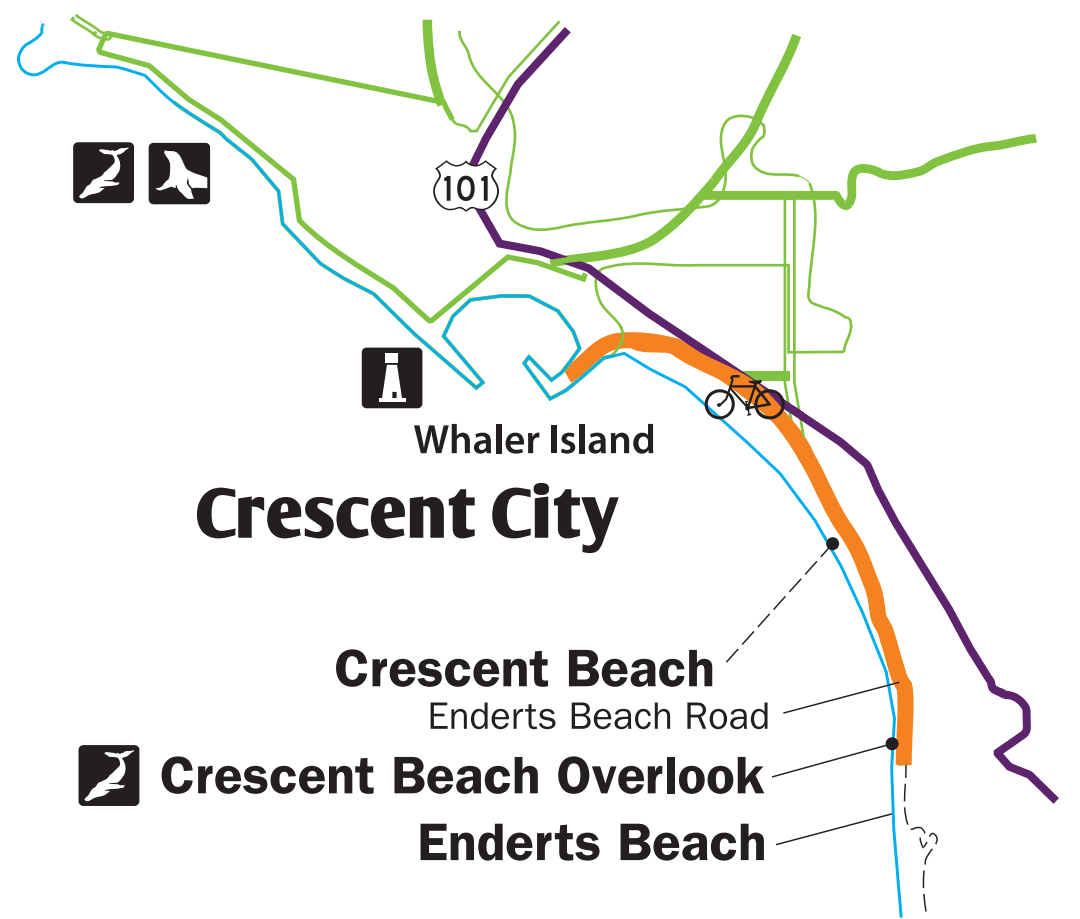 101
Whaler Island
Crescent City
Crescent Beach
Enderts Beach Road
Crescent Beach Overlook
Enderts Beach